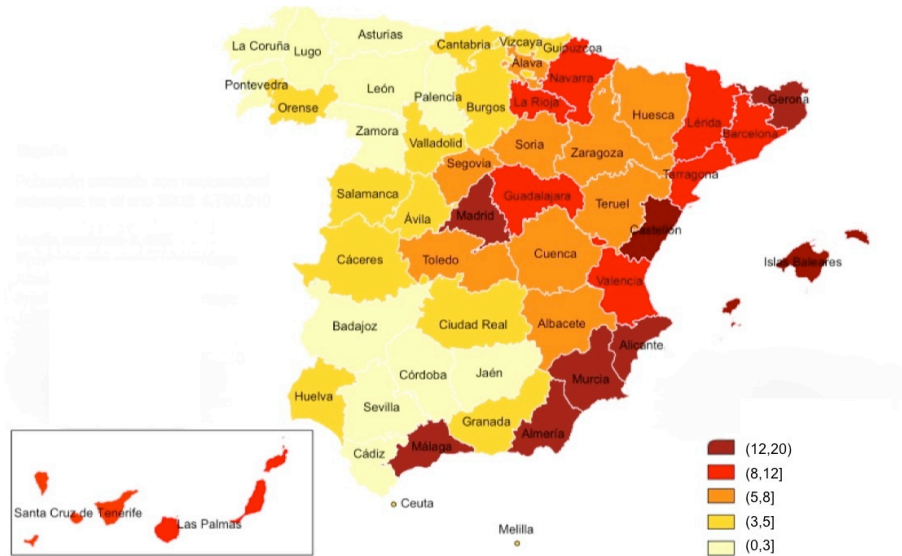 Asturias
La Coruña
Lugo
Cantabria
Vizcaya
Guipúzcoa
Alava
Navarra
Pontevedra
León
Palencia
Orense
Burgos
La Rioja
Huesca
Lérida
Gerona
Barcelona
Zamora
Valladolid
Soria
Zaragoza
Segovia
Tarragona
Salamanca
Guadalajara
Teruel
Ávila
Madrid
Castellón
Cáceres
Toledo
Cuenca
Islas Baleares
Valencia
Badajoz
Ciudad Real
Albacete
Alicante
Córdoba
Jaén
Murcia
Huelva
Sevilla
Granada
Almería
Málaga
Cádiz
Ceuta
Melilla
Santa Cruz de Tenerife
Las Palmas
(12,20)
(8,12]
(5,8]
(3,5]
(0,3]